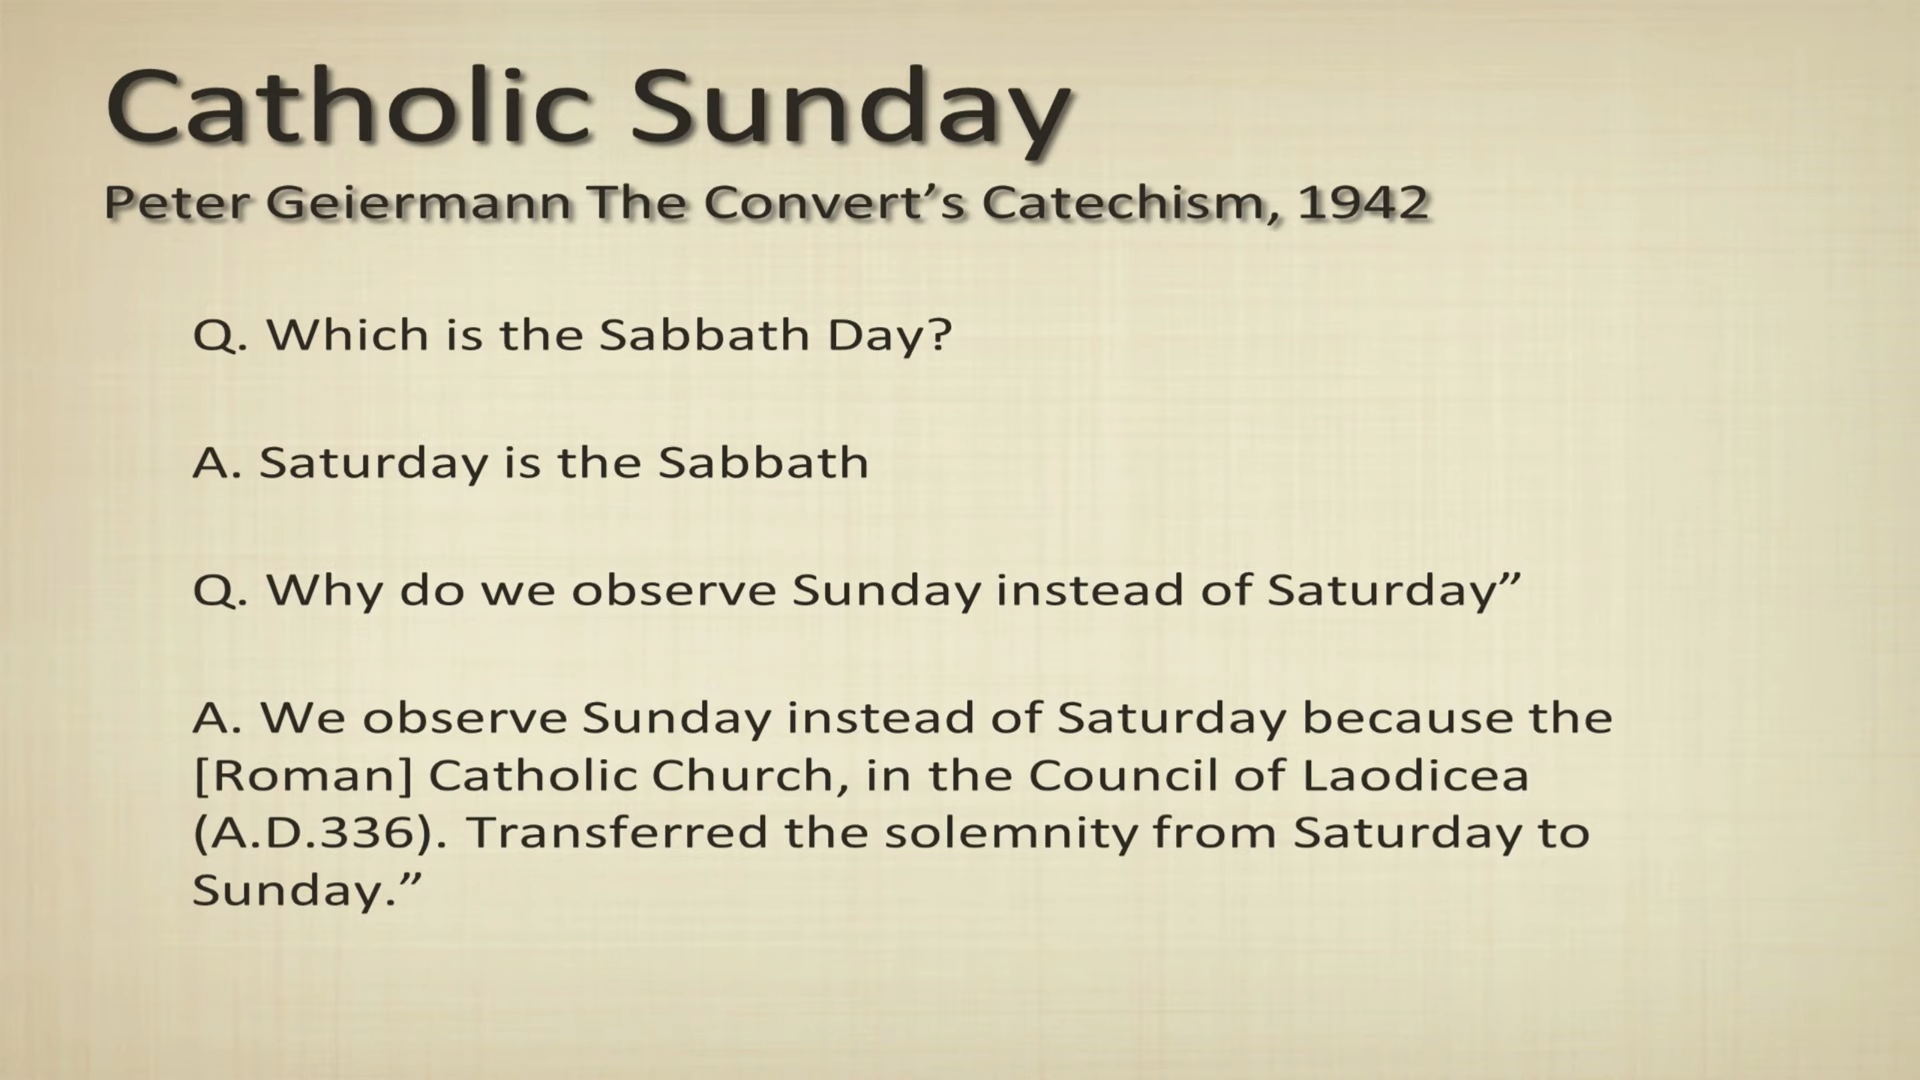 Catholic Sunday
Peter Geiermann The Convert’s Catechism, 1942
Q. Which is the Sabbath Day?
A. Saturday is the Sabbath
Q. Why do we observe Sunday instead of Saturday”
A. We observe Sunday instead of Saturday because the
[Roman] Catholic Church, in the Council of Laodicea
(A.D.336). Transferred the solemnity from Saturday to
Sunday.”